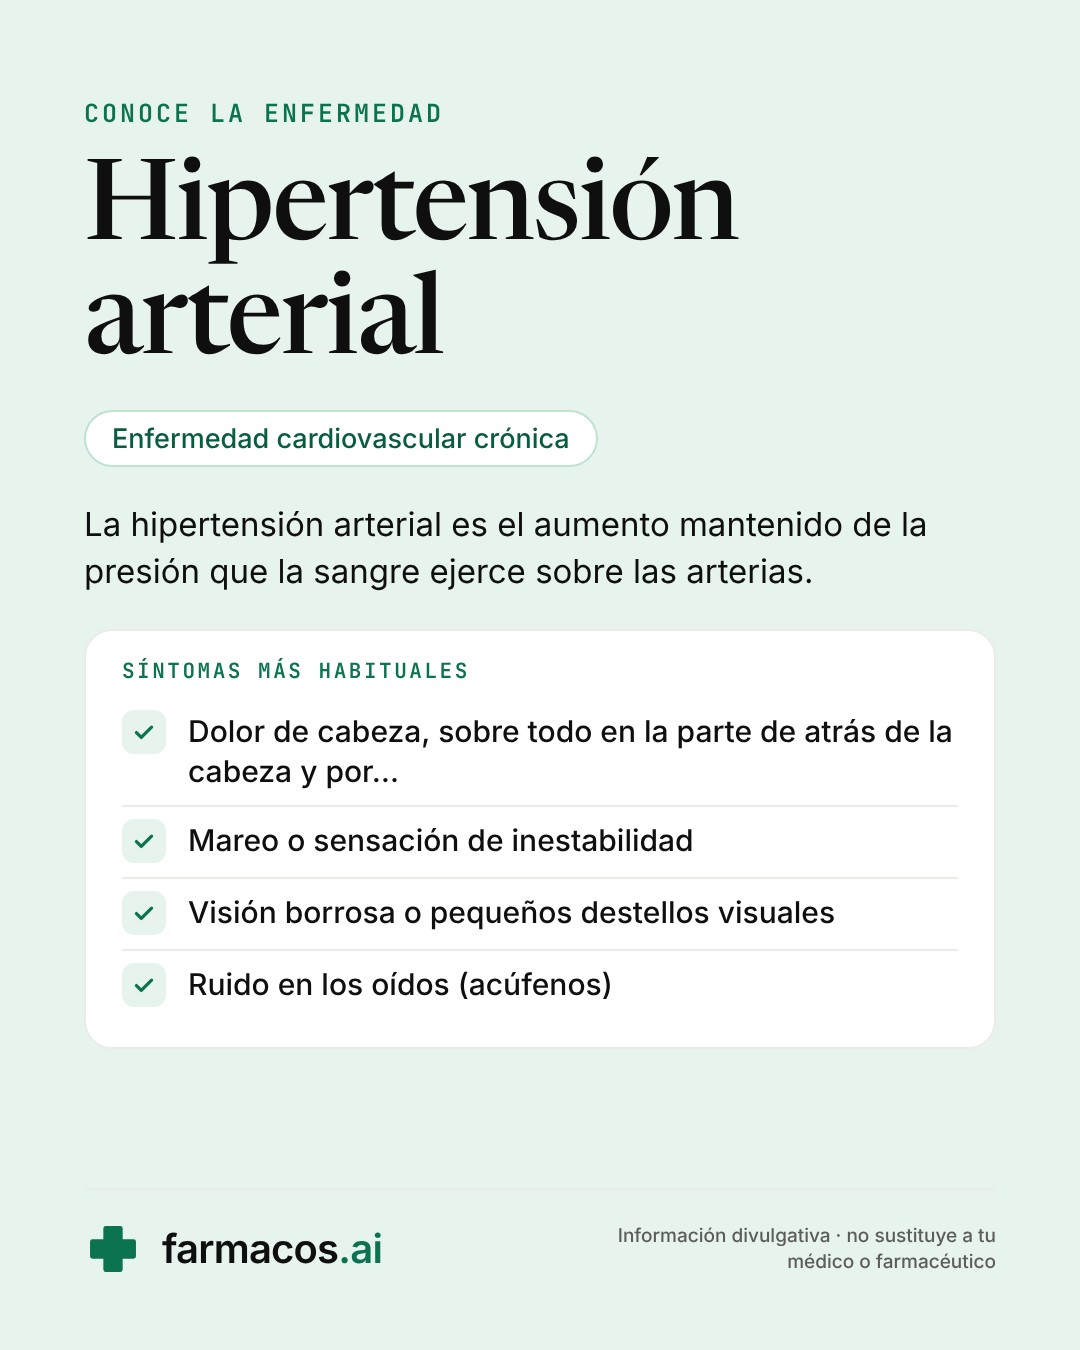 CONOCE LA ENFERMEDAD
Hipertensión
arterial
Enfermedad cardiovascular crónica
La hipertensión arterial es el aumento mantenido de la
presión que la sangre ejerce sobre las arterias.
SÍNTOMAS MÁS HABITUALES
Dolor de cabeza, sobre todo en la parte de atrás de la
cabeza y por...
Mareo o sensación de inestabilidad
Visión borrosa o pequeños destellos visuales
Ruido en los oídos (acúfenos)
farmacos.ai
Información divulgativa · no sustituye a tu
médico o farmacéutico